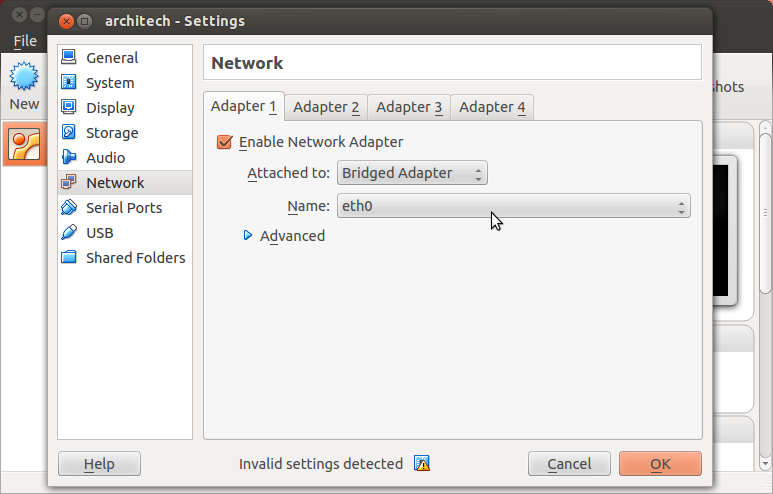 architech - Settings
File
New
shots
General
System
Display
Storage
Audio
Network
Serial Ports
USB
Shared Folders
Network
Adapter 1 Adapter 2 Adapter 3 Adapter 4
Enable Network Adapter
Attached to: Bridged Adapter
Name: eth0
Advanced
Help Invalid settings detected Cancel OK